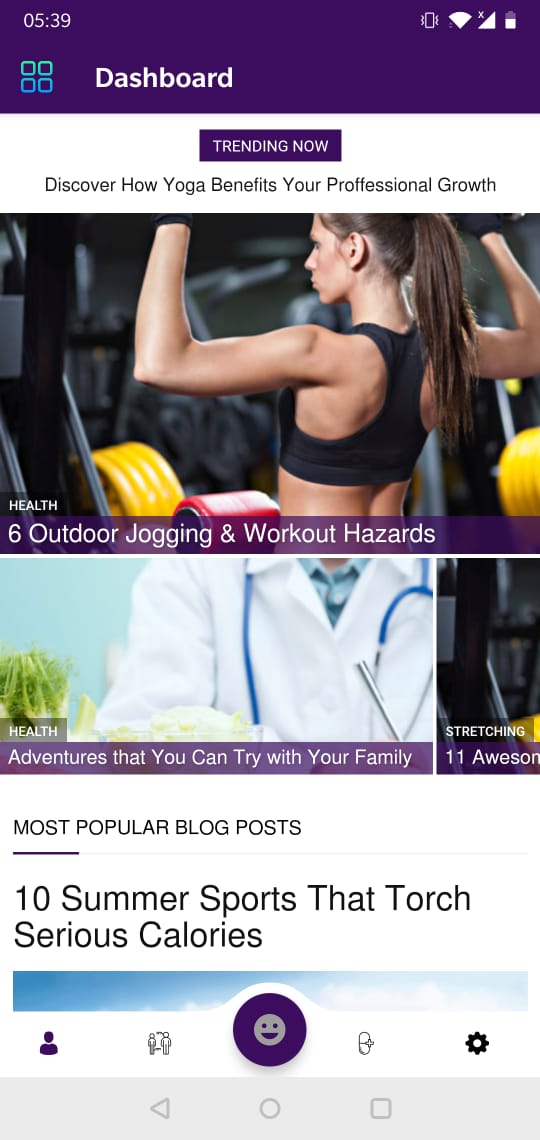 05:39
Dashboard
TRENDING NOW
Discover How Yoga Benefits Your Proffessional Growth
HEALTH
6 Outdoor Jogging & Workout Hazards
HEALTH
Adventures that You Can Try with Your Family
STRETCHING
11 Awesom
MOST POPULAR BLOG POSTS
10 Summer Sports That Torch
Serious Calories